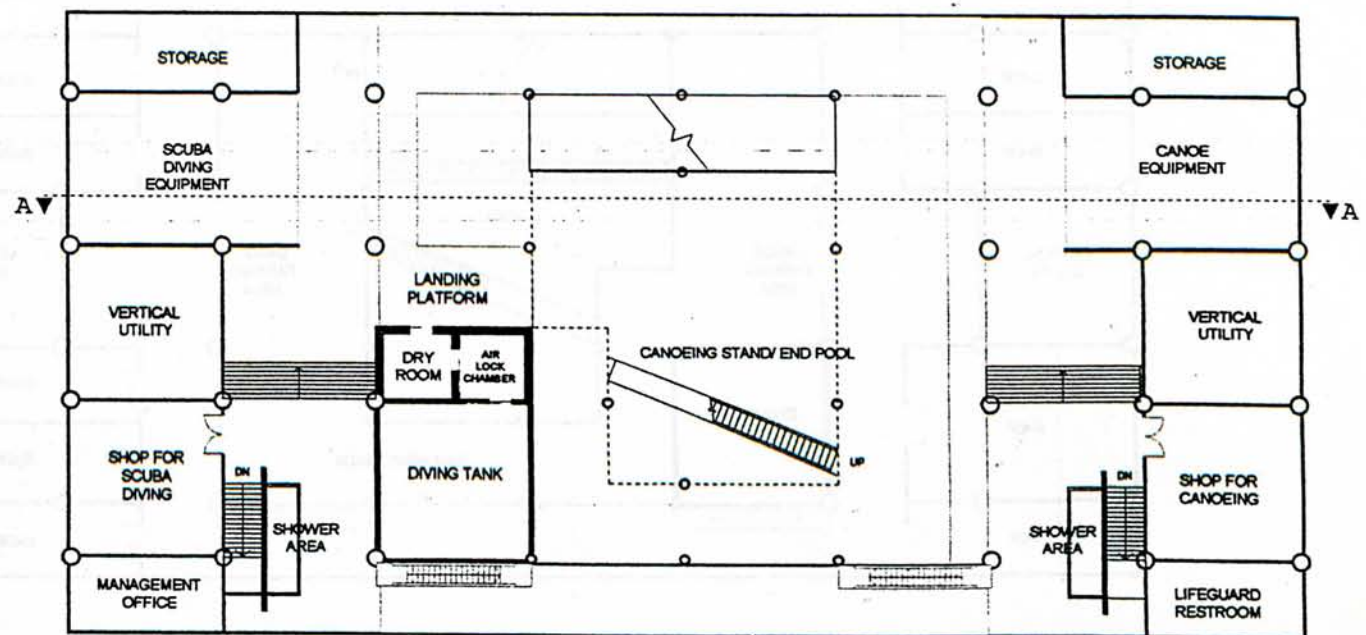 STORAGE
STORAGE
SCUBA
DIVING
EQUIPMENT
CANOE
EQUIPMENT
A
A
LANDING
PLATFORM
VERTICAL
UTILITY
VERTICAL
UTILITY
DRY
ROOM
AIR
LOCK
CHAMBER
CANOEING STAND/ END POOL
SHOP FOR
SCUBA
DIVING
DN
DIVING TANK
UP
DN
SHOP FOR
CANOEING
SHOWER
AREA
SHOWER
AREA
MANAGEMENT
OFFICE
LIFEGUARD
RESTROOM